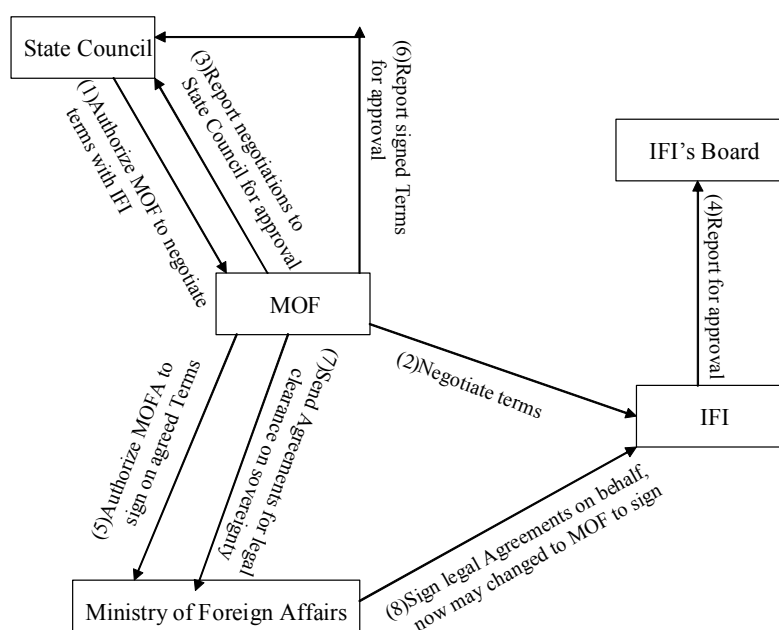 State Council
(1)Authorize MOF to negotiate
terms with IFI
(3)Report negotiations to
State Council for approval
(6)Report signed Terms
for approval
IFI's Board
(4)Report for approval
MOF
(2)Negotiate terms
IFI
(5)Authorize MOFA to
sign on agreed Terms
(7)Send Agreements for legal
clearance on sovereignty
Ministry of Foreign Affairs
(8)Sign legal Agreements on behalf,
now may changed to MOF to sign